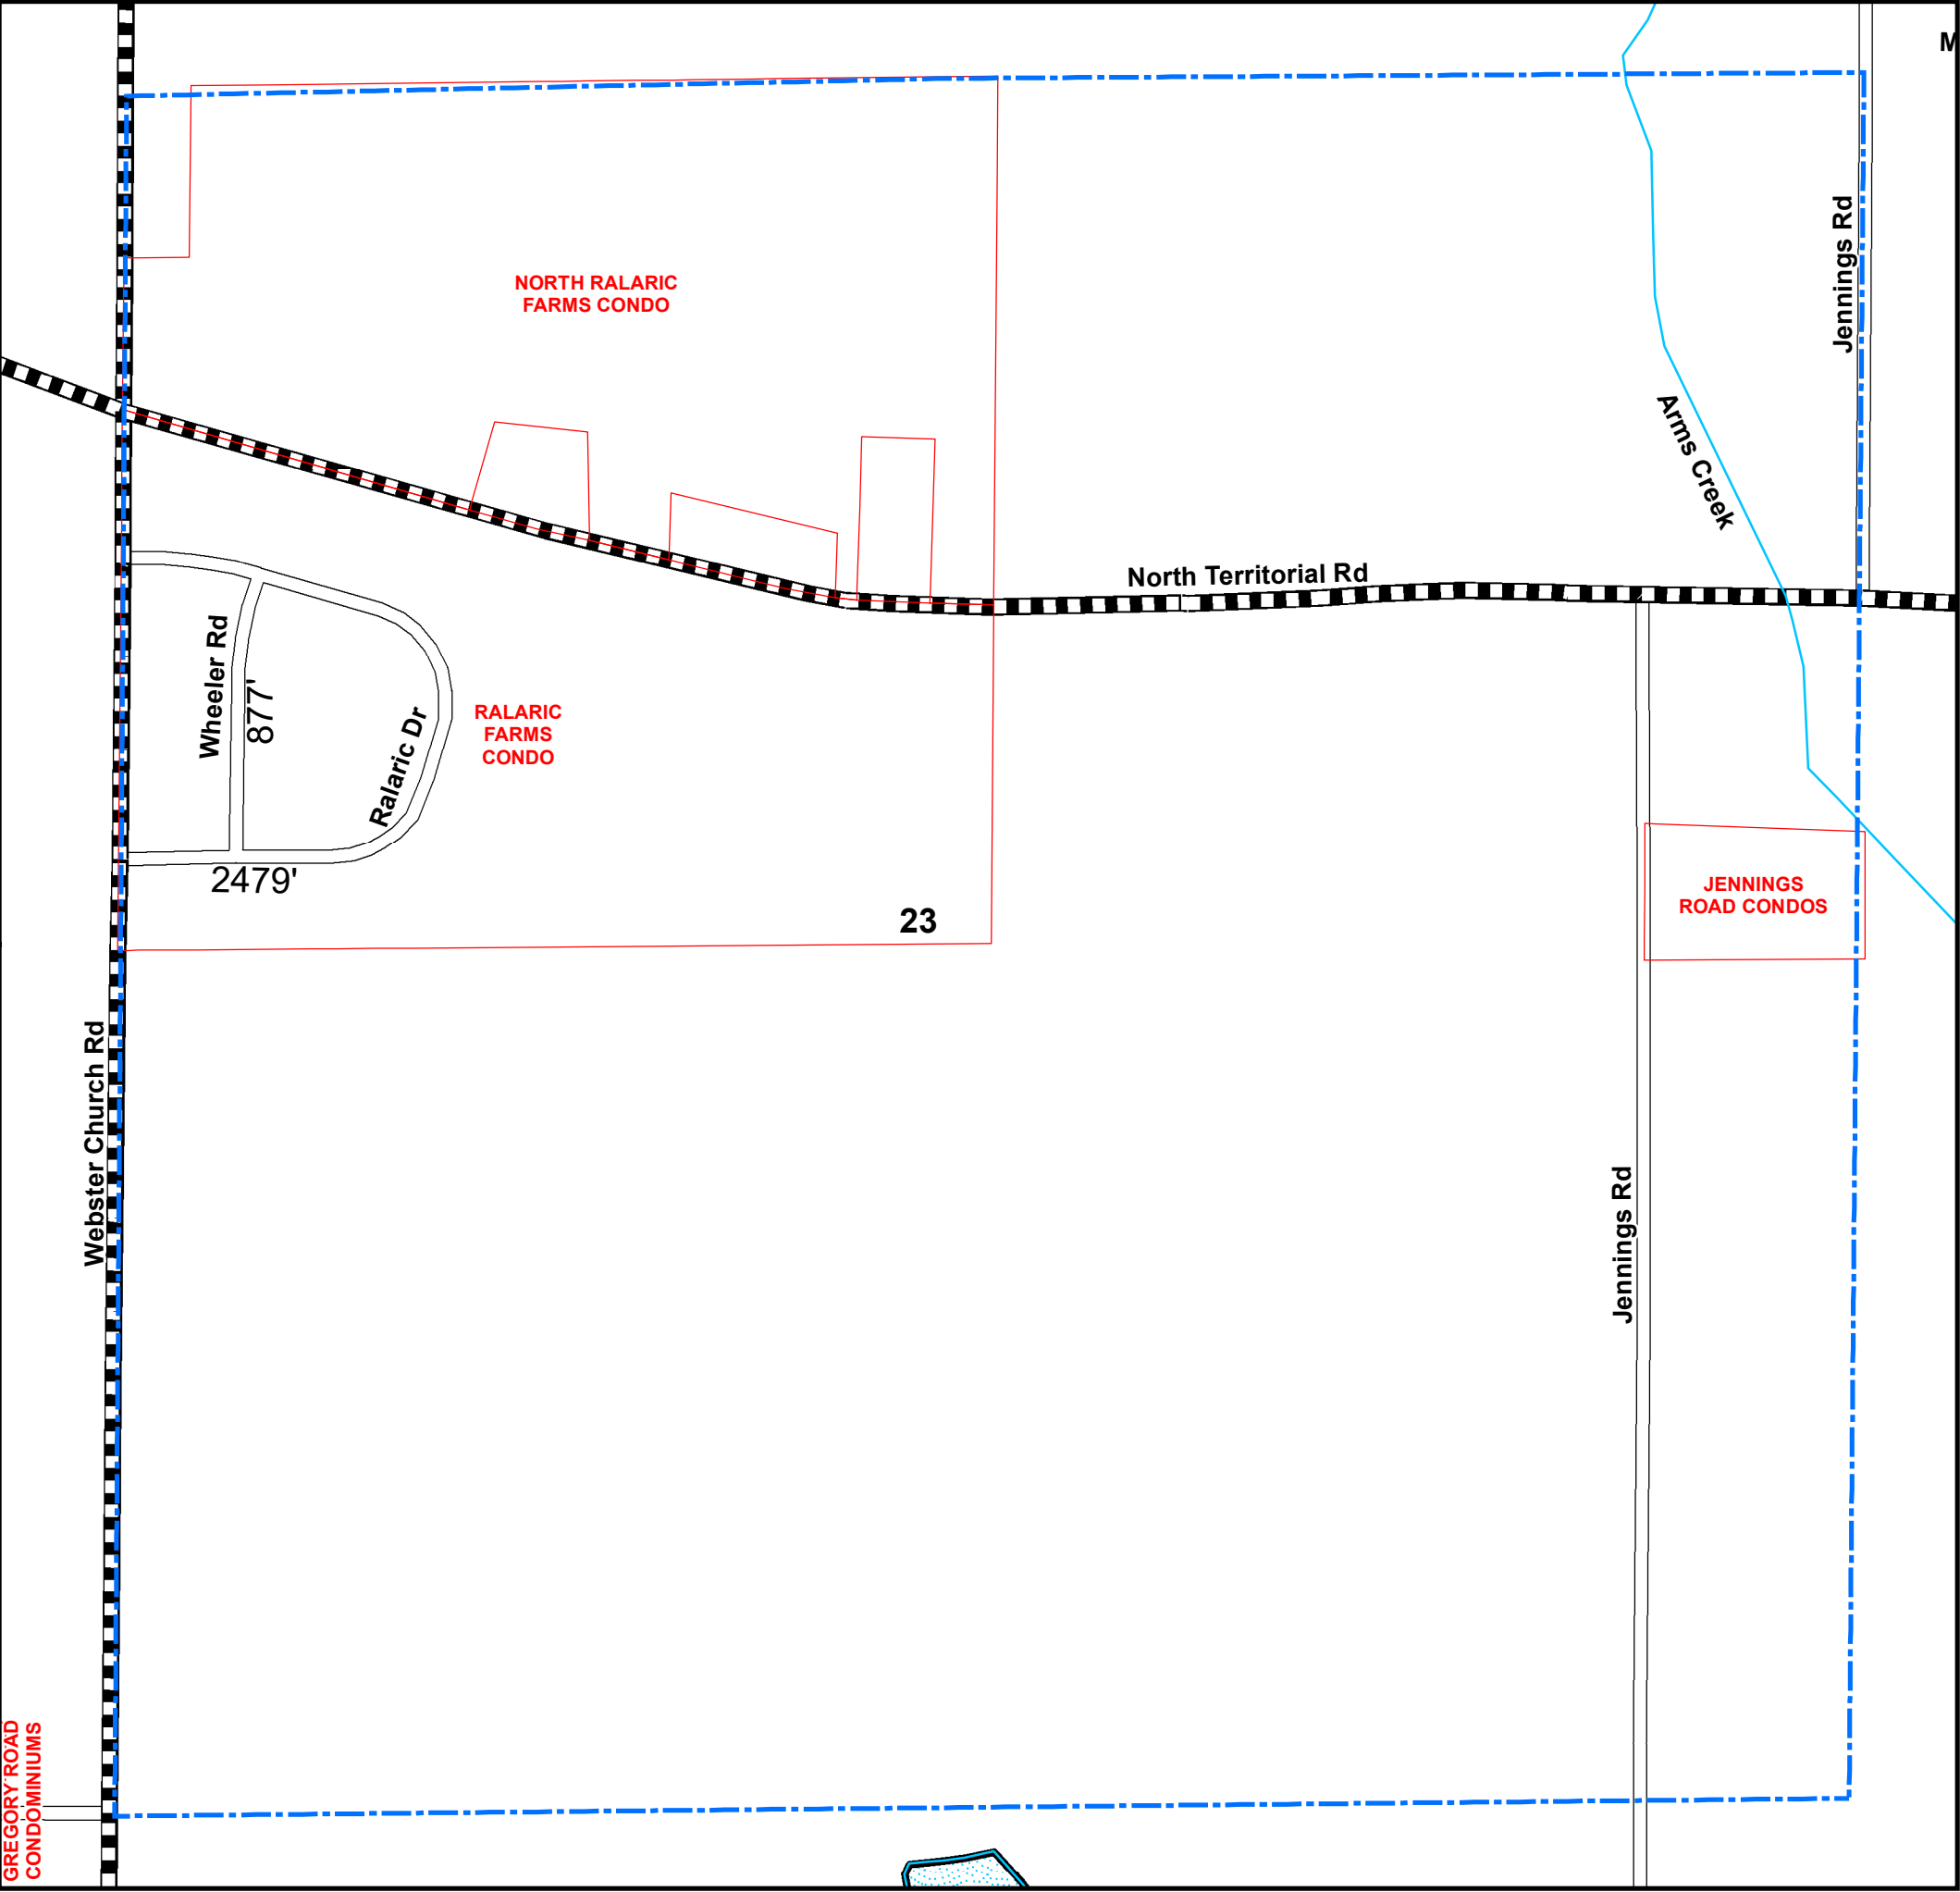 M
Jennings Rd
NORTH RALARIC
FARMS CONDO
Arms Creek
North Territorial Rd
Wheeler Rd
877'
Ralaric Dr
RALARIC
FARMS
CONDO
2479'
23
JENNINGS
ROAD CONDOS
Webster Church Rd
Jennings Rd
GREGORY ROAD
CONDOMINIUMS